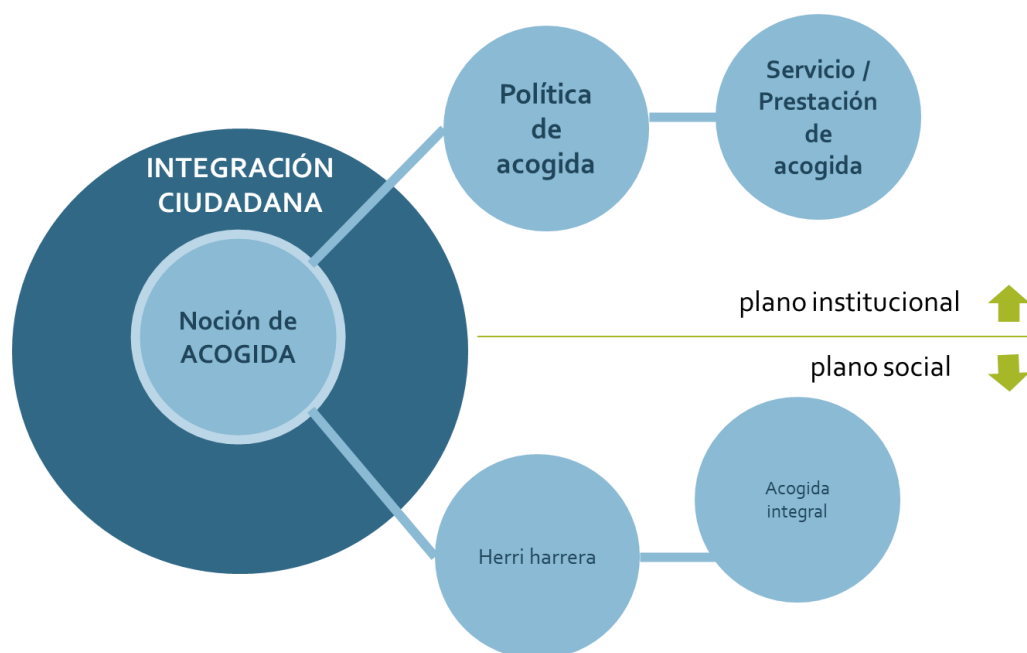 INTEGRACIÓN
CIUDADANA
Noción de
ACOGIDA
Política
de
acogida
Servicio /
Prestación
de
acogida
plano institucional
plano social
Herri harrera
Acogida
integral